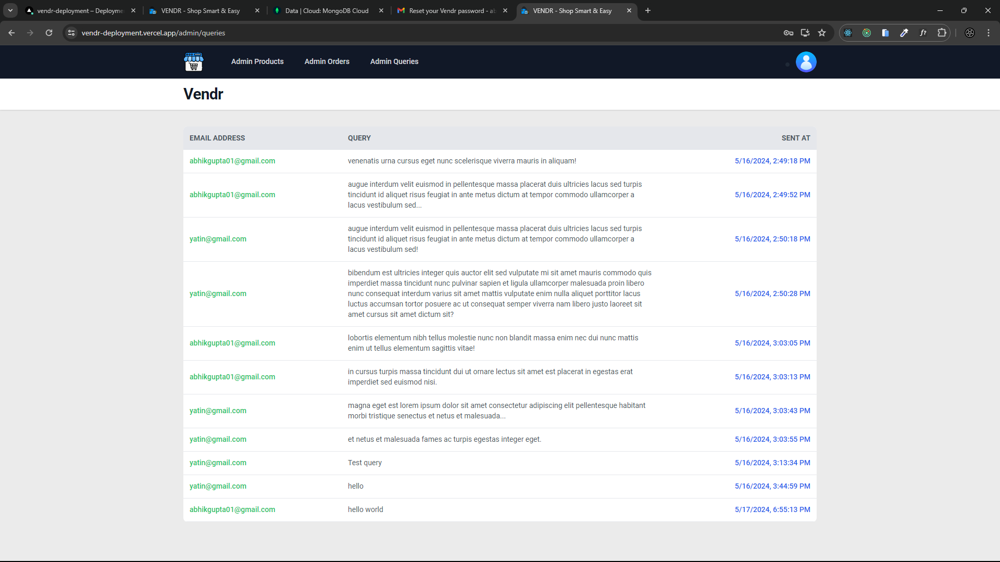 vendr-deployment – Deployme
VENDR - Shop Smart & Easy
Data | Cloud: MongoDB Cloud
Reset your Vendr password - ab
VENDR - Shop Smart & Easy
vendr-deployment.vercel.app/admin/queries
f?
Admin Products
Admin Orders
Admin Queries
Vendr
EMAIL ADDRESS QUERY SENT AT
abhikgupta01@gmail.com venenatis urna cursus eget nunc scelerisque viverra mauris in aliquam! 5/16/2024, 2:49:18 PM
augue interdum velit euismod in pellentesque massa placerat duis ultricies lacus sed turpis
abhikgupta01@gmail.com tincidunt id aliquet risus feugiat in ante metus dictum at tempor commodo ullamcorper a 5/16/2024, 2:49:52 PM
lacus vestibulum sed...
augue interdum velit euismod in pellentesque massa placerat duis ultricies lacus sed turpis
yatin@gmail.com tincidunt id aliquet risus feugiat in ante metus dictum at tempor commodo ullamcorper a 5/16/2024, 2:50:18 PM
lacus vestibulum sed!
bibendum est ultricies integer quis auctor elit sed vulputate mi sit amet mauris commodo quis
imperdiet massa tincidunt nunc pulvinar sapien et ligula ullamcorper malesuada proin libero
yatin@gmail.com nunc consequat interdum varius sit amet mattis vulputate enim nulla aliquet porttitor lacus 5/16/2024, 2:50:28 PM
luctus accumsan tortor posuere ac ut consequat semper viverra nam libero justo laoreet sit
amet cursus sit amet dictum sit?
lobortis elementum nibh tellus molestie nunc non blandit massa enim nec dui nunc mattis
abhikgupta01@gmail.com 5/16/2024, 3:03:05 PM
enim ut tellus elementum sagittis vitae!
in cursus turpis massa tincidunt dui ut ornare lectus sit amet est placerat in egestas erat
abhikgupta01@gmail.com 5/16/2024, 3:03:13 PM
imperdiet sed euismod nisi.
magna eget est lorem ipsum dolor sit amet consectetur adipiscing elit pellentesque habitant
yatin@gmail.com 5/16/2024, 3:03:43 PM
morbi tristique senectus et netus et malesuada...
yatin@gmail.com et netus et malesuada fames ac turpis egestas integer eget. 5/16/2024, 3:03:55 PM
yatin@gmail.com Test query 5/16/2024, 3:13:34 PM
yatin@gmail.com hello 5/16/2024, 3:44:59 PM
abhikgupta01@gmail.com hello world 5/17/2024, 6:55:13 PM